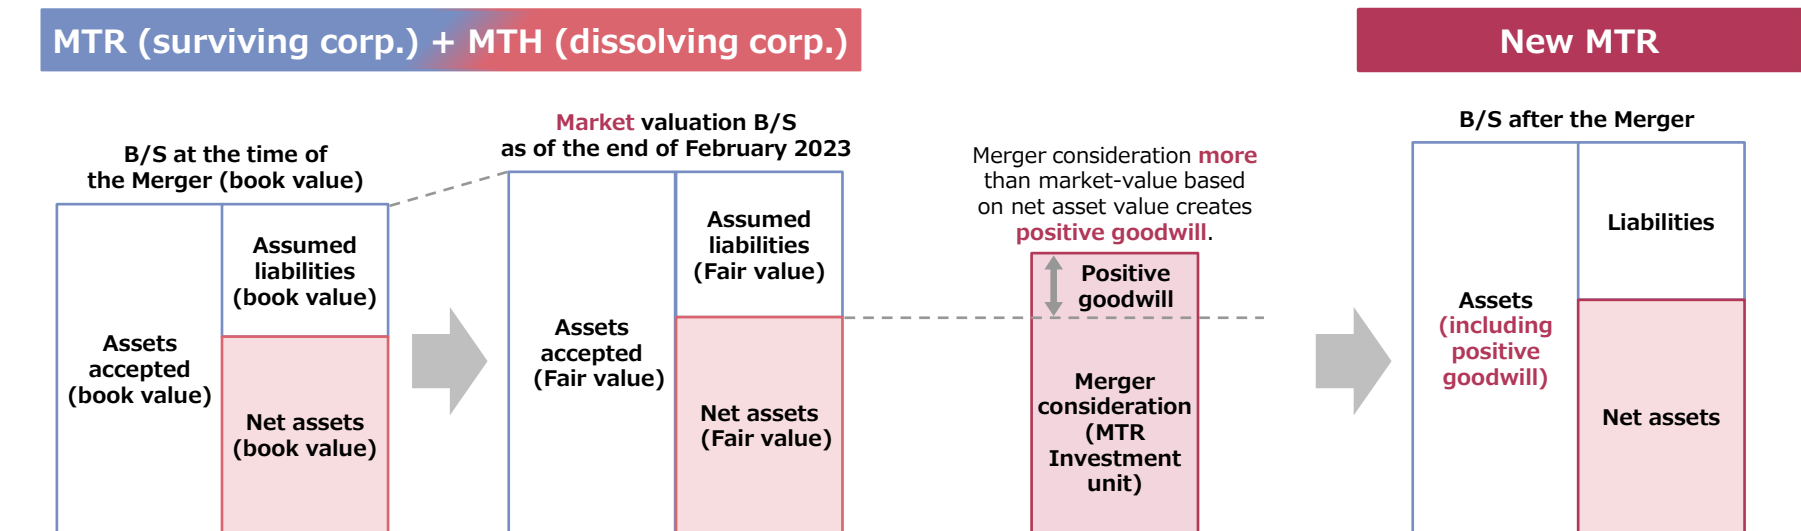 MTR (surviving corp.) + MTH (dissolving corp.)
New MTR
B/S at the time of
the Merger (book value)
Assets
accepted
(book value)
Assumed
liabilities
(book value)
Net assets
(book value)
Market valuation B/S
as of the end of February 2023
Assets
accepted
(Fair value)
Assumed
liabilities
(Fair value)
Net assets
(Fair value)
Merger consideration more
than market-value based
on net asset value creates
positive goodwill.
Positive
goodwill
Merger
consideration
(MTR
Investment
unit)
B/S after the Merger
Assets
(including
positive
goodwill)
Liabilities
Net assets